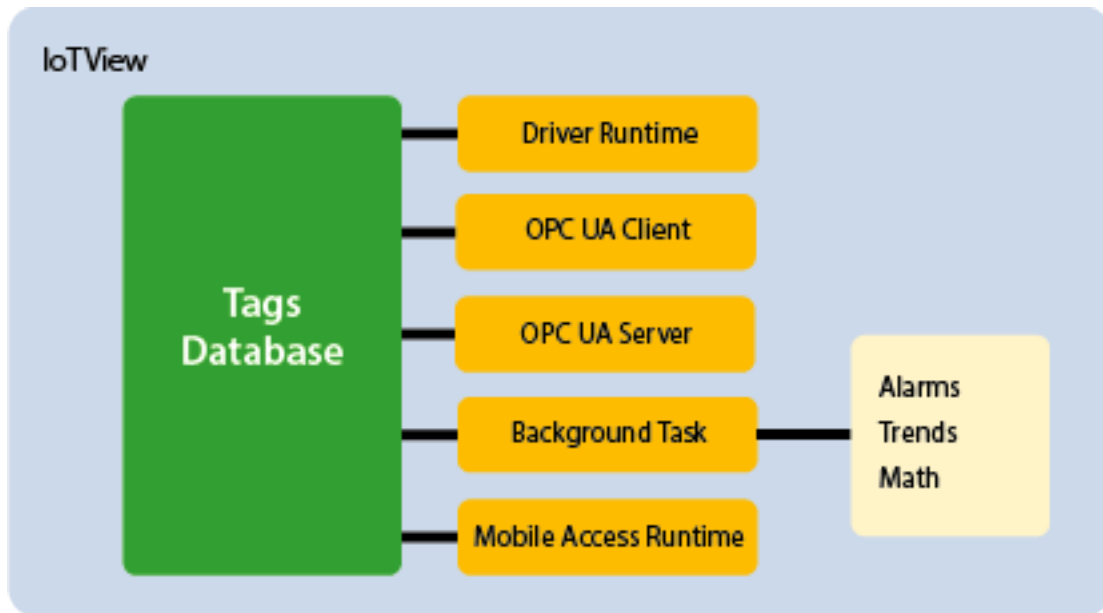 IoTView
Tags
Database
Driver Runtime
OPC UA Client
OPC UA Server
Background Task
Mobile Access Runtime
Alarms
Trends
Math